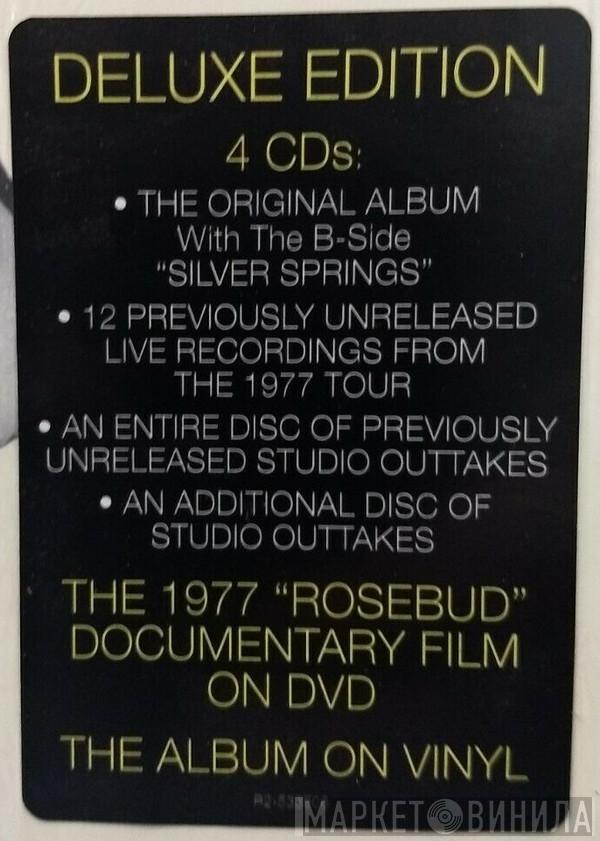 DELUXE EDITION
4 CDs:
• THE ORIGINAL ALBUM
With The B-Side
“SILVER SPRINGS”
• 12 PREVIOUSLY UNRELEASED
LIVE RECORDINGS FROM
THE 1977 TOUR
• AN ENTIRE DISC OF PREVIOUSLY
UNRELEASED STUDIO OUTTAKES
• AN ADDITIONAL DISC OF
STUDIO OUTTAKES
THE 1977 “ROSEBUD”
DOCUMENTARY FILM
ON DVD
THE ALBUM ON VINYL
МАРКЕТ ВИНИЛА